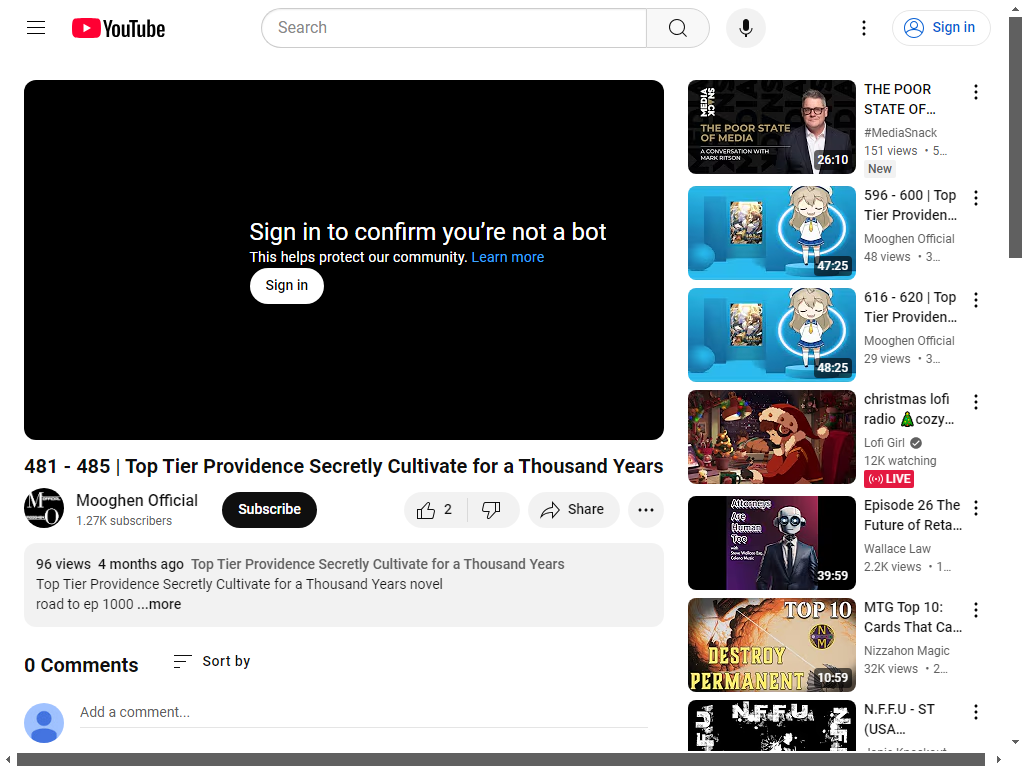 YouTube
Search
Sign in
Sign in to confirm you're not a bot
This helps protect our community. Learn more
Sign in
481 - 485 | Top Tier Providence Secretly Cultivate for a Thousand Years
Mooghen Official
1.27K subscribers
Subscribe
2
Share
96 views 4 months ago Top Tier Providence Secretly Cultivate for a Thousand Years
Top Tier Providence Secretly Cultivate for a Thousand Years novel
road to ep 1000 ...more
0 Comments
Sort by
Add a comment...
MEDIA
SNACK
THE POOR STATE
OF MEDIA
A CONVERSATION WITH
MARK RITSON
26:10
THE POOR
STATE OF...
#MediaSnack
151 views • 5...
New
47:25
596 - 600 | Top
Tier Providen...
Mooghen Official
48 views • 3...
48:25
616 - 620 | Top
Tier Providen...
Mooghen Official
29 views • 3...
christmas lofi
radio 🎄cozy...
Lofi Girl
12K watching
LIVE
Attorneys
Are
Human
Too
with
Steve Wallace Esq.
Celena Music
39:59
Episode 26 The
Future of Reta...
Wallace Law
2.2K views • 1...
TOP 10
NM
DESTROY
PERMANENT
10:59
MTG Top 10:
Cards That Ca...
Nizzahon Magic
32K views • 2...
N.F.F.U.
N.F.F.U - ST
(USA...